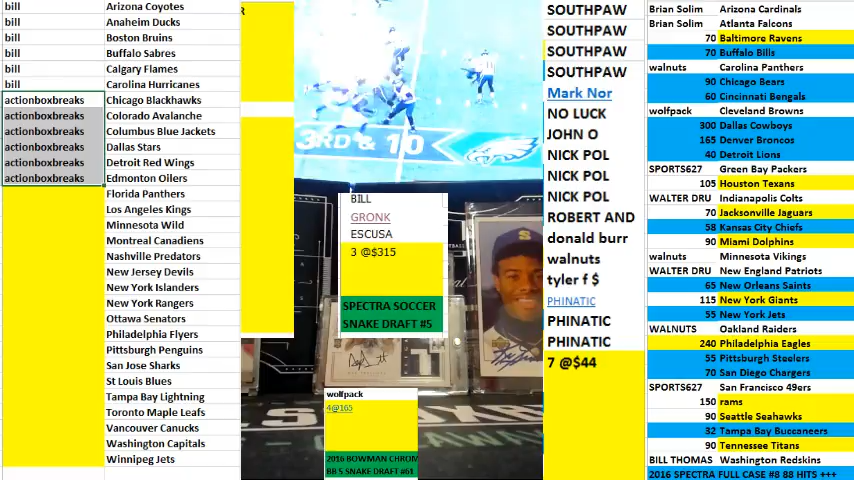 bill Arizona Coyotes
bill Anaheim Ducks
bill Boston Bruins
bill Buffalo Sabres
bill Calgary Flames
bill Carolina Hurricanes
actionboxbreaks Chicago Blackhawks
actionboxbreaks Colorado Avalanche
actionboxbreaks Columbus Blue Jackets
actionboxbreaks Dallas Stars
actionboxbreaks Detroit Red Wings
actionboxbreaks Edmonton Oilers
Florida Panthers
Los Angeles Kings
Minnesota Wild
Montreal Canadiens
Nashville Predators
New Jersey Devils
New York Islanders
New York Rangers
Ottawa Senators
Philadelphia Flyers
Pittsburgh Penguins
San Jose Sharks
St Louis Blues
Tampa Bay Lightning
Toronto Maple Leafs
Vancouver Canucks
Washington Capitals
Winnipeg Jets
R
3RD & 10
BILL
GRONK
ESCUSA
3 @$315
SPECTRA SOCCER
SNAKE DRAFT #5
S
wolfpack
4@165
2016 BOWMAN CHROM
BB 5 SNAKE DRAFT #61
SOUTHPAW
SOUTHPAW
SOUTHPAW
SOUTHPAW
Mark Nor
NO LUCK
JOHN O
NICK POL
NICK POL
NICK POL
ROBERT AND
donald burr
walnuts
tyler f $
PHINATIC
PHINATIC
PHINATIC
7 @$44
Brian Solim Arizona Cardinals
Brian Solim Atlanta Falcons
70 Baltimore Ravens
70 Buffalo Bills
walnuts Carolina Panthers
90 Chicago Bears
60 Cincinnati Bengals
wolfpack Cleveland Browns
300 Dallas Cowboys
165 Denver Broncos
40 Detroit Lions
SPORTS627 Green Bay Packers
105 Houston Texans
WALTER DRU Indianapolis Colts
70 Jacksonville Jaguars
58 Kansas City Chiefs
90 Miami Dolphins
walnuts Minnesota Vikings
WALTER DRU New England Patriots
65 New Orleans Saints
115 New York Giants
55 New York Jets
WALNUTS Oakland Raiders
240 Philadelphia Eagles
55 Pittsburgh Steelers
70 San Diego Chargers
SPORTS627 San Francisco 49ers
150 rams
90 Seattle Seahawks
32 Tampa Bay Buccaneers
90 Tennessee Titans
BILL THOMAS Washington Redskins
2016 SPECTRA FULL CASE #8 88 HITS +++